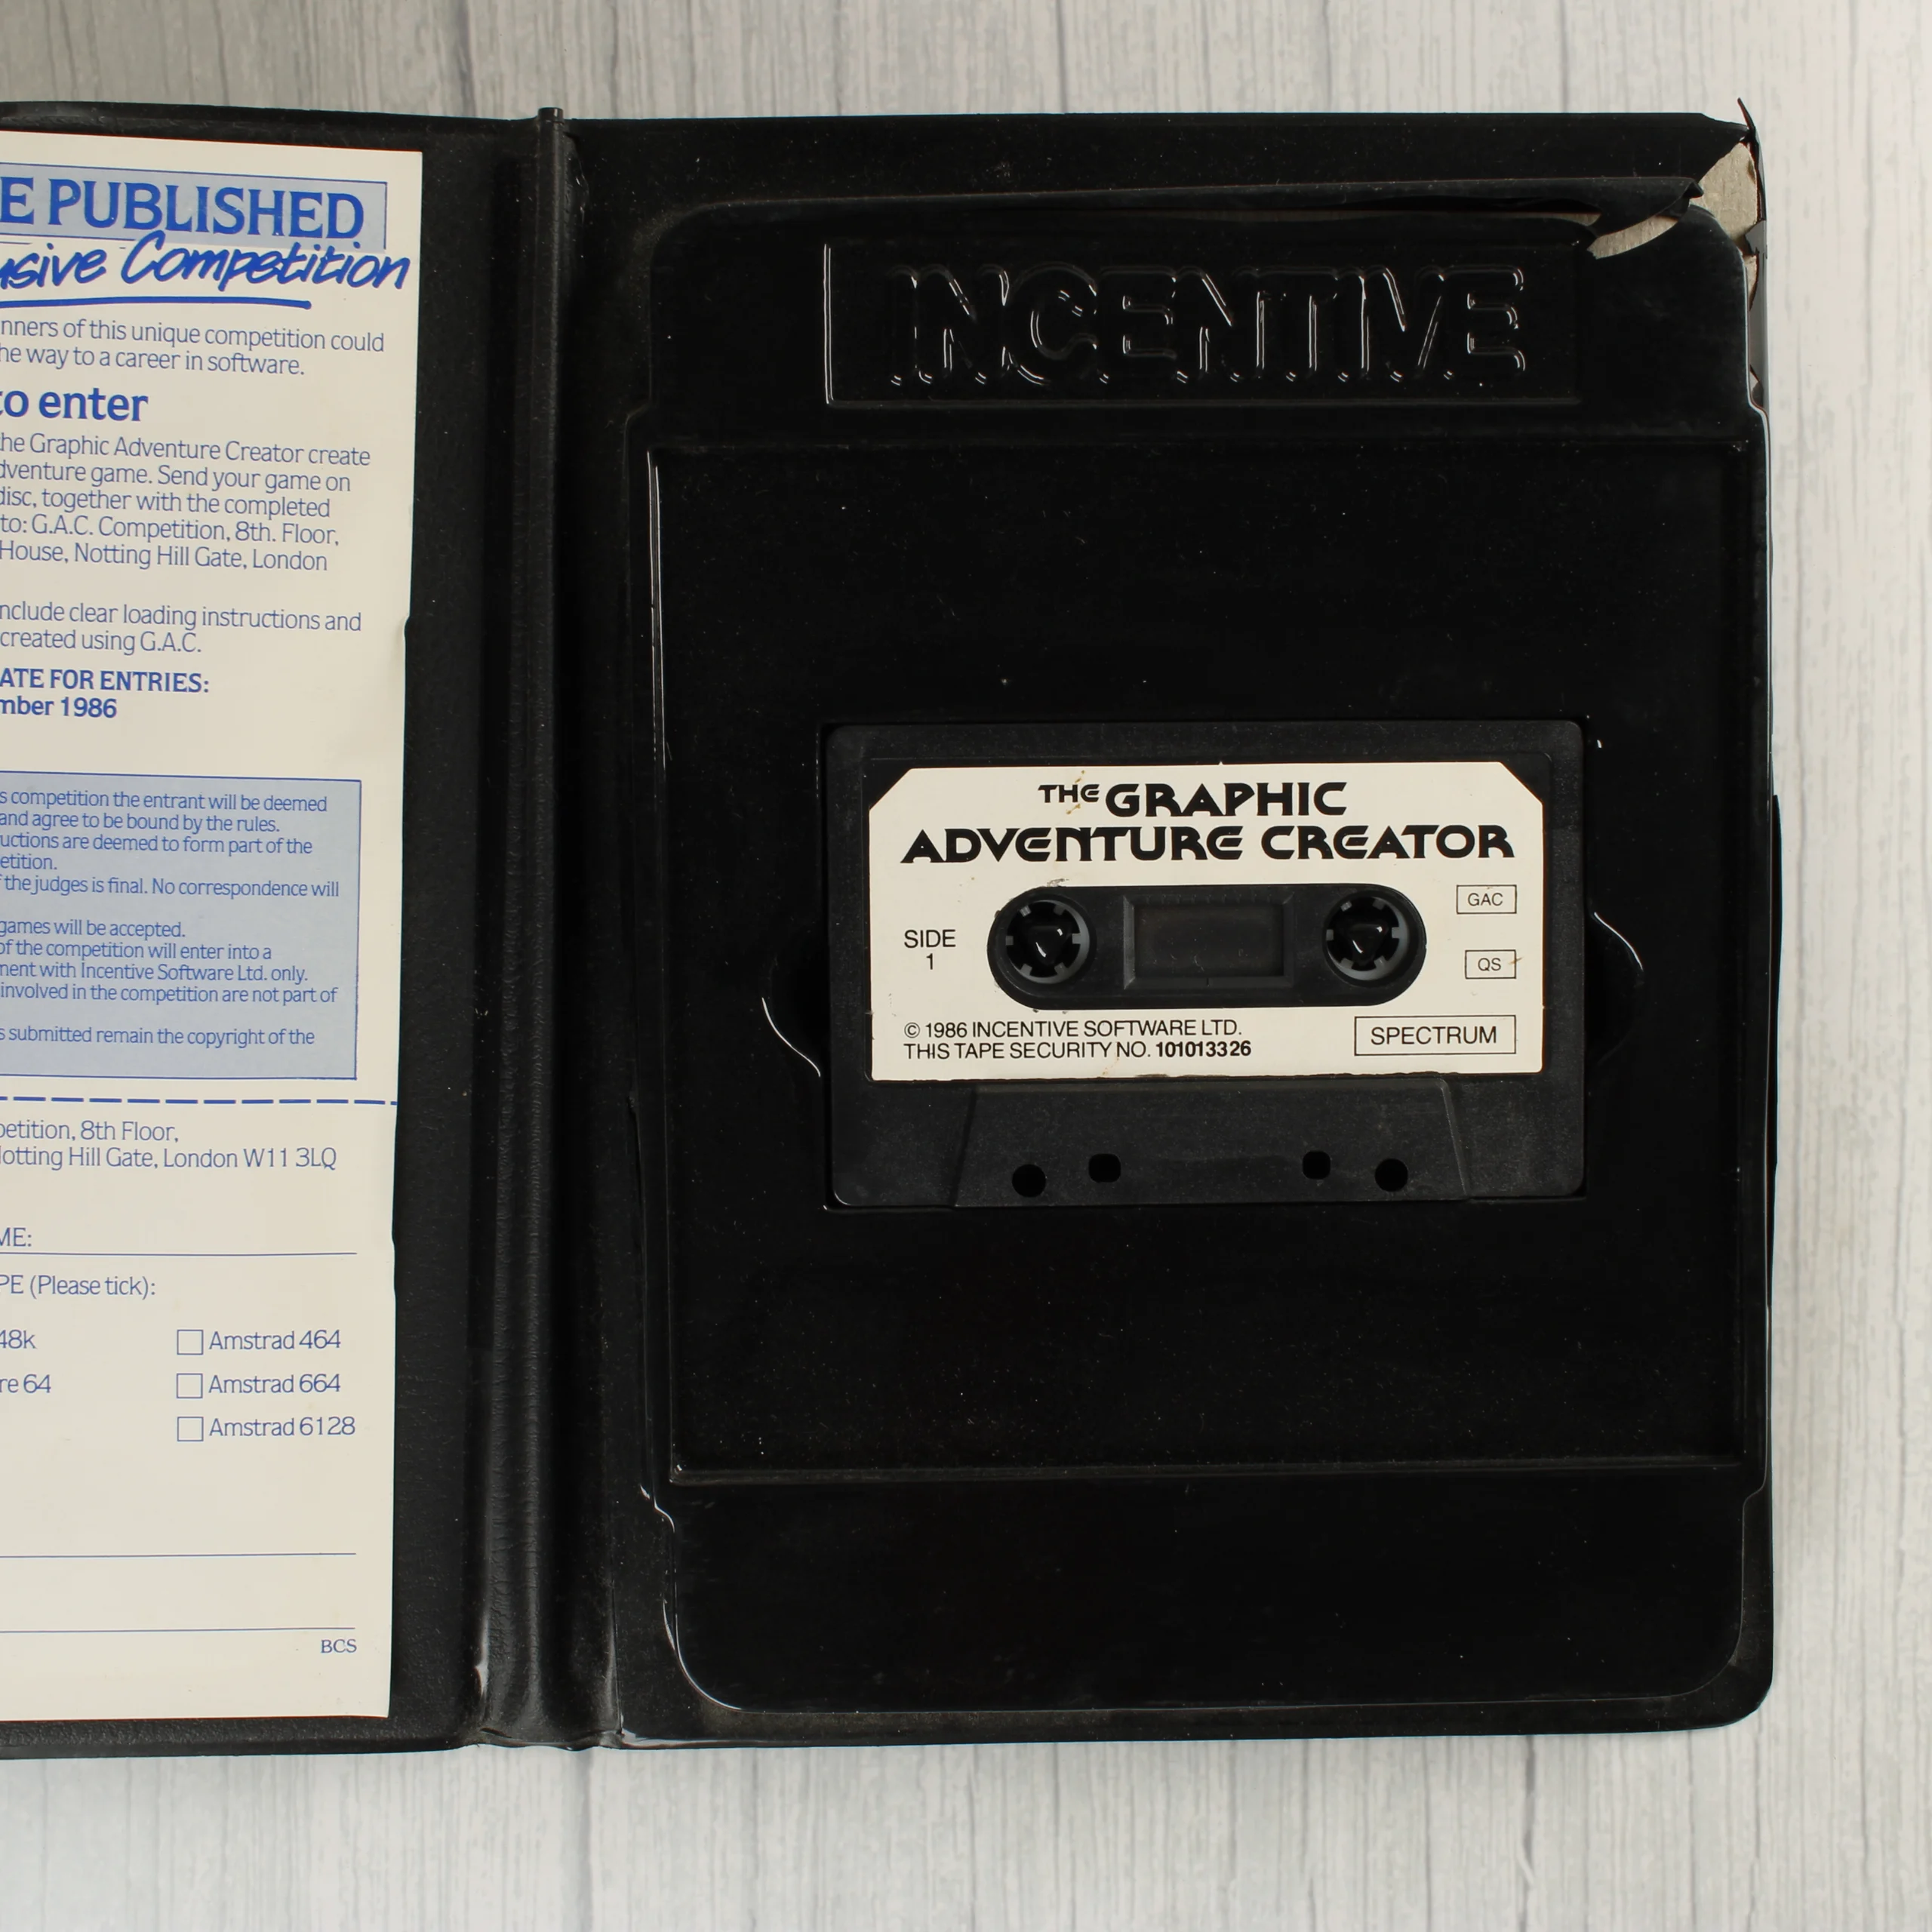 E PUBLISHED
usive Competition
nners of this unique competition could
he way to a career in software.
to enter
he Graphic Adventure Creator create
dventure game. Send your game on
disc, together with the completed
to: G.A.C. Competition, 8th. Floor,
House, Notting Hill Gate, London
nclude clear loading instructions and
created using G.A.C.
ATE FOR ENTRIES:
mber 1986
s competition the entrant will be deemed
and agree to be bound by the rules.
uctions are deemed to form part of the
etition.
f the judges is final. No correspondence will
games will be accepted.
of the competition will enter into a
ment with Incentive Software Ltd. only.
involved in the competition are not part of
s submitted remain the copyright of the
petition, 8th Floor,
Notting Hill Gate, London W11 3LQ
ME:
PE (Please tick):
48k
Amstrad 464
re 64
Amstrad 664
Amstrad 6128
BCS
INCENTIVE
THE GRAPHIC
ADVENTURE CREATOR
GAC
SIDE
1
QS
© 1986 INCENTIVE SOFTWARE LTD.
THIS TAPE SECURITY NO. 101013326
SPECTRUM